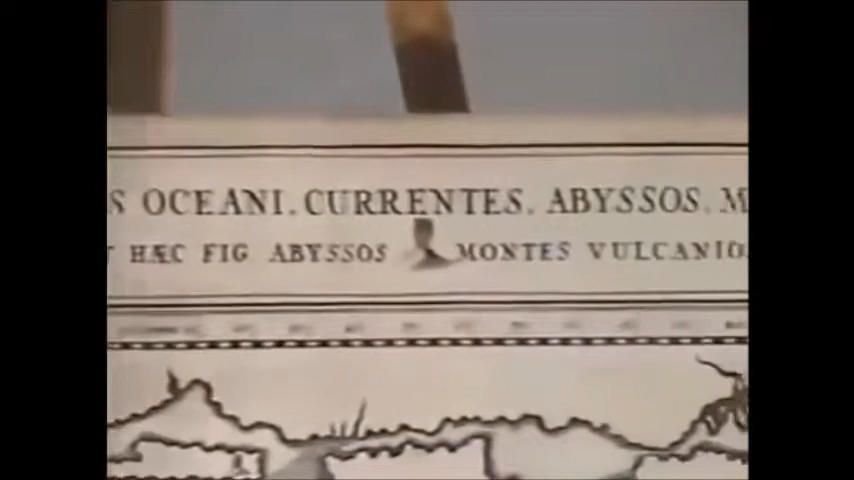 S OCEANI. CURRENTES. ABYSSOS. M
HÆC FIG ABYSSOS MONTES VULCANIO